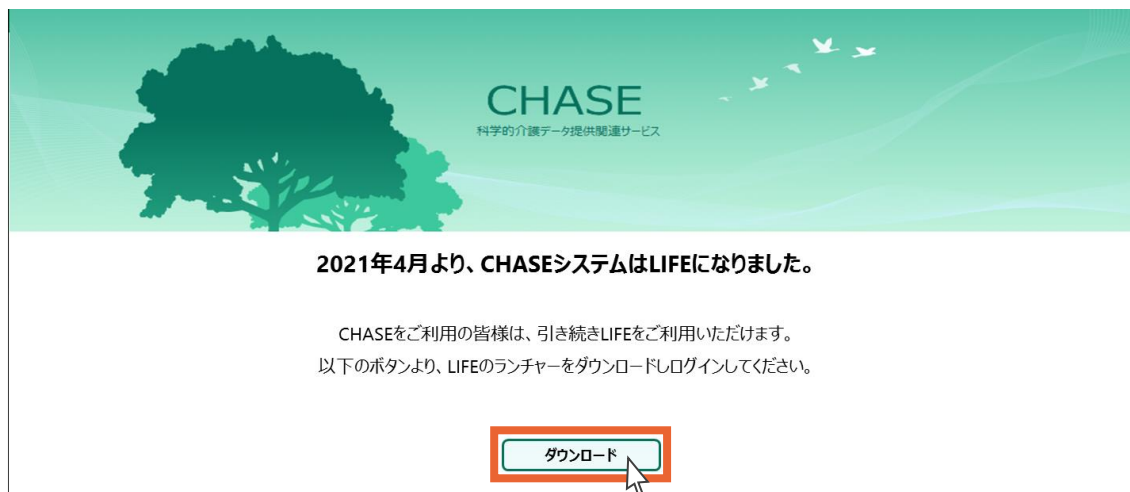 CHASE
科学的介護データ提供関連サービス
2021年4月より、CHASEシステムはLIFEになりました。
CHASEをご利用の皆様は、引き続きLIFEをご利用いただけます。
以下のボタンより、LIFEのランチャーをダウンロードしログインしてください。
ダウンロード